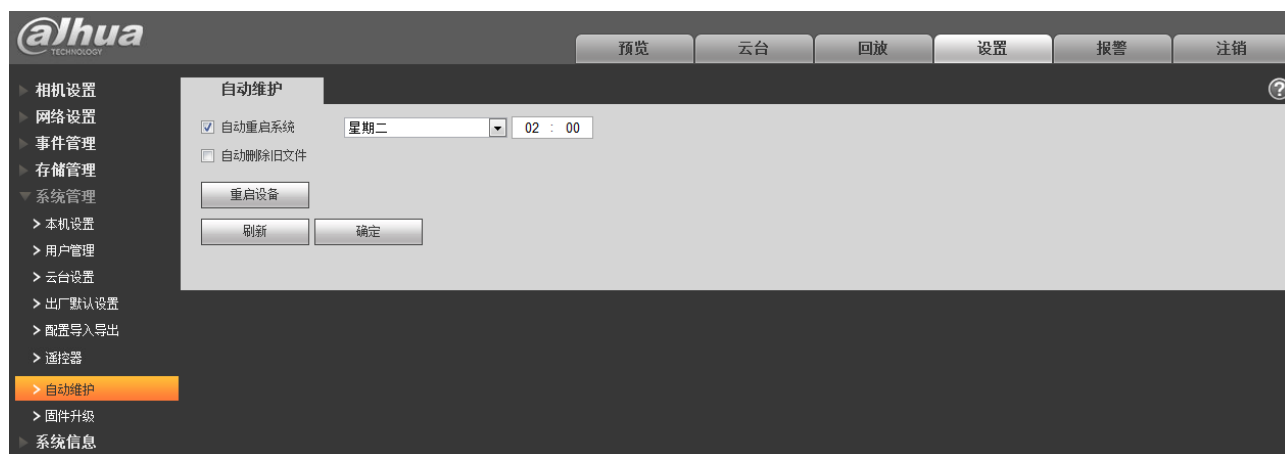 alhua
TECHNOLOGY
预览 云台 回放 设置 报警 注销
相机设置
网络设置
事件管理
存储管理
系统管理
本机设置
用户管理
云台设置
出厂默认设置
配置导入导出
遥控器
自动维护
固件升级
系统信息
自动维护
自动重启系统 星期二 02 : 00
自动删除旧文件
重启设备
刷新 确定
?